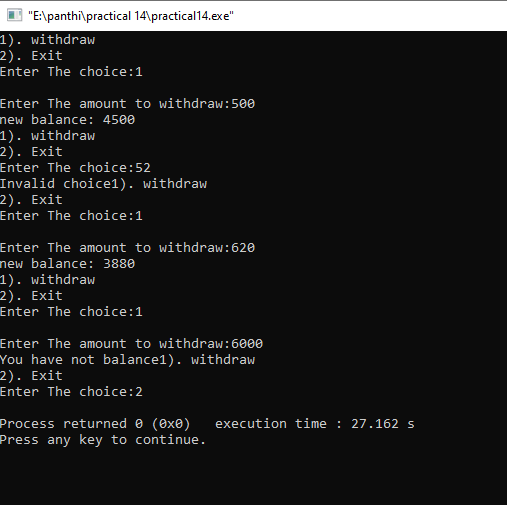 "E:\panthi\practical 14\practical14.exe"
1). withdraw
2). Exit
Enter The choice:1
Enter The amount to withdraw:500
new balance: 4500
1). withdraw
2). Exit
Enter The choice:52
Invalid choice1). withdraw
2). Exit
Enter The choice:1
Enter The amount to withdraw:620
new balance: 3880
1). withdraw
2). Exit
Enter The choice:1
Enter The amount to withdraw:6000
You have not balance1). withdraw
2). Exit
Enter The choice:2
Process returned 0 (0x0)   execution time : 27.162 s
Press any key to continue.